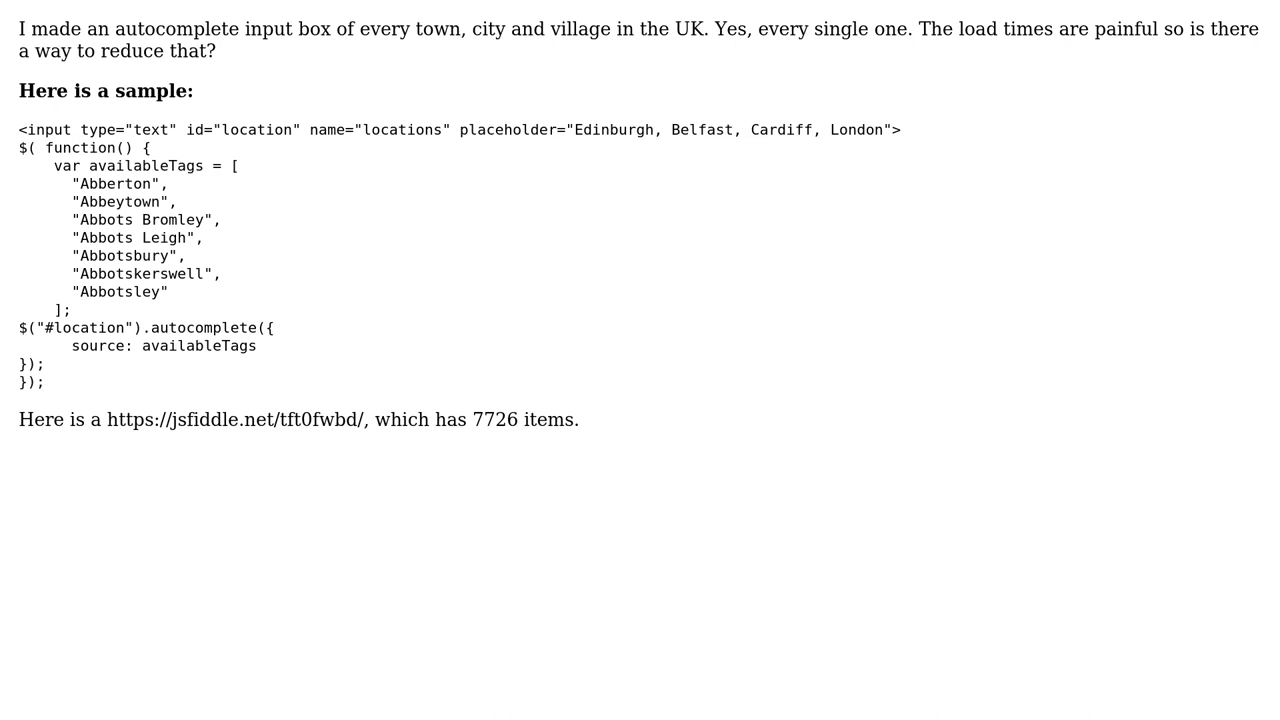 I made an autocomplete input box of every town, city and village in the UK. Yes, every single one. The load times are painful so is there
a way to reduce that?
Here is a sample:
<input type="text" id="location" name="locations" placeholder="Edinburgh, Belfast, Cardiff, London">
$( function() {
    var availableTags = [
      "Abberton",
      "Abbeytown",
      "Abbots Bromley",
      "Abbots Leigh",
      "Abbotsbury",
      "Abbotskerswell",
      "Abbotsley"
    ];
$("#location").autocomplete({
      source: availableTags
});
});
Here is a https://jsfiddle.net/tft0fwbd/, which has 7726 items.